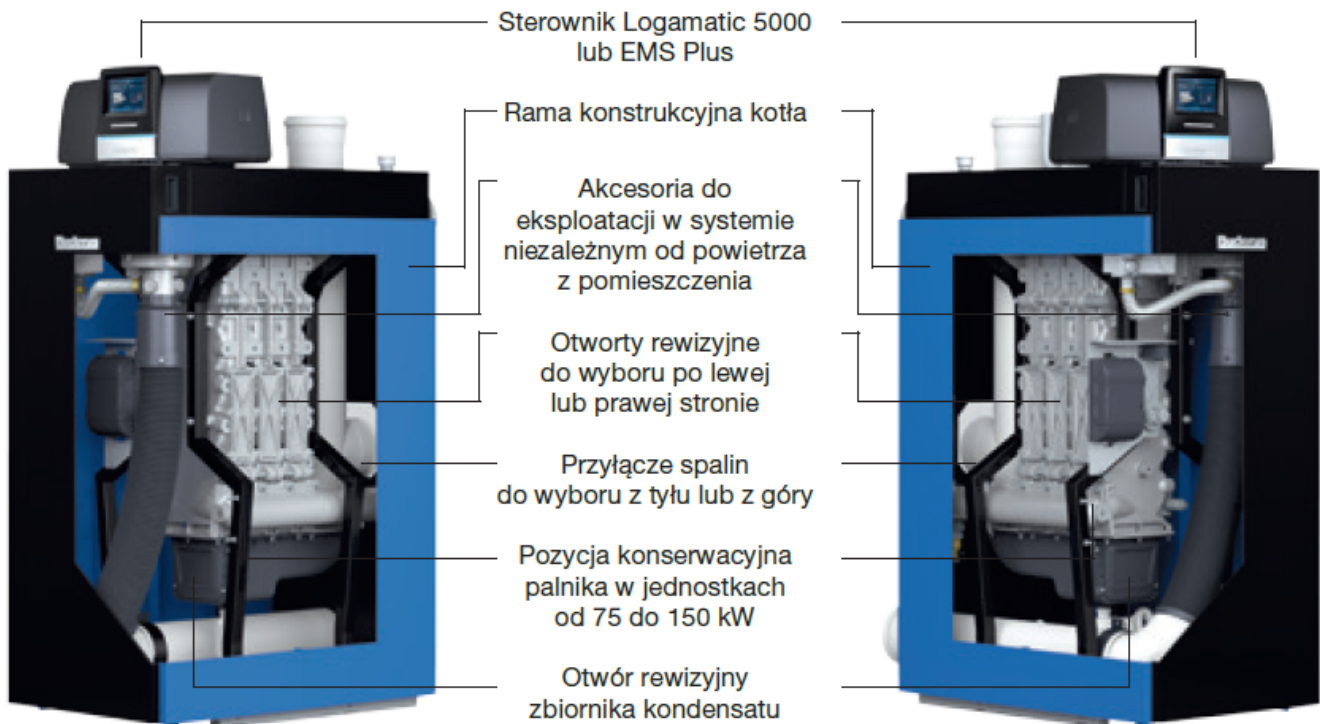 Sterownik Logamatic 5000
lub EMS Plus
Rama konstrukcyjna kotła
Akcesoria do
eksploatacji w systemie
niezależnym od powietrza
z pomieszczenia
Otworty rewizyjne
do wyboru po lewej
lub prawej stronie
Przyłącze spalin
do wyboru z tyłu lub z góry
Pozycja konserwacyjna
palnika w jednostkach
od 75 do 150 kW
Otwór rewizyjny
zbiornika kondensatu